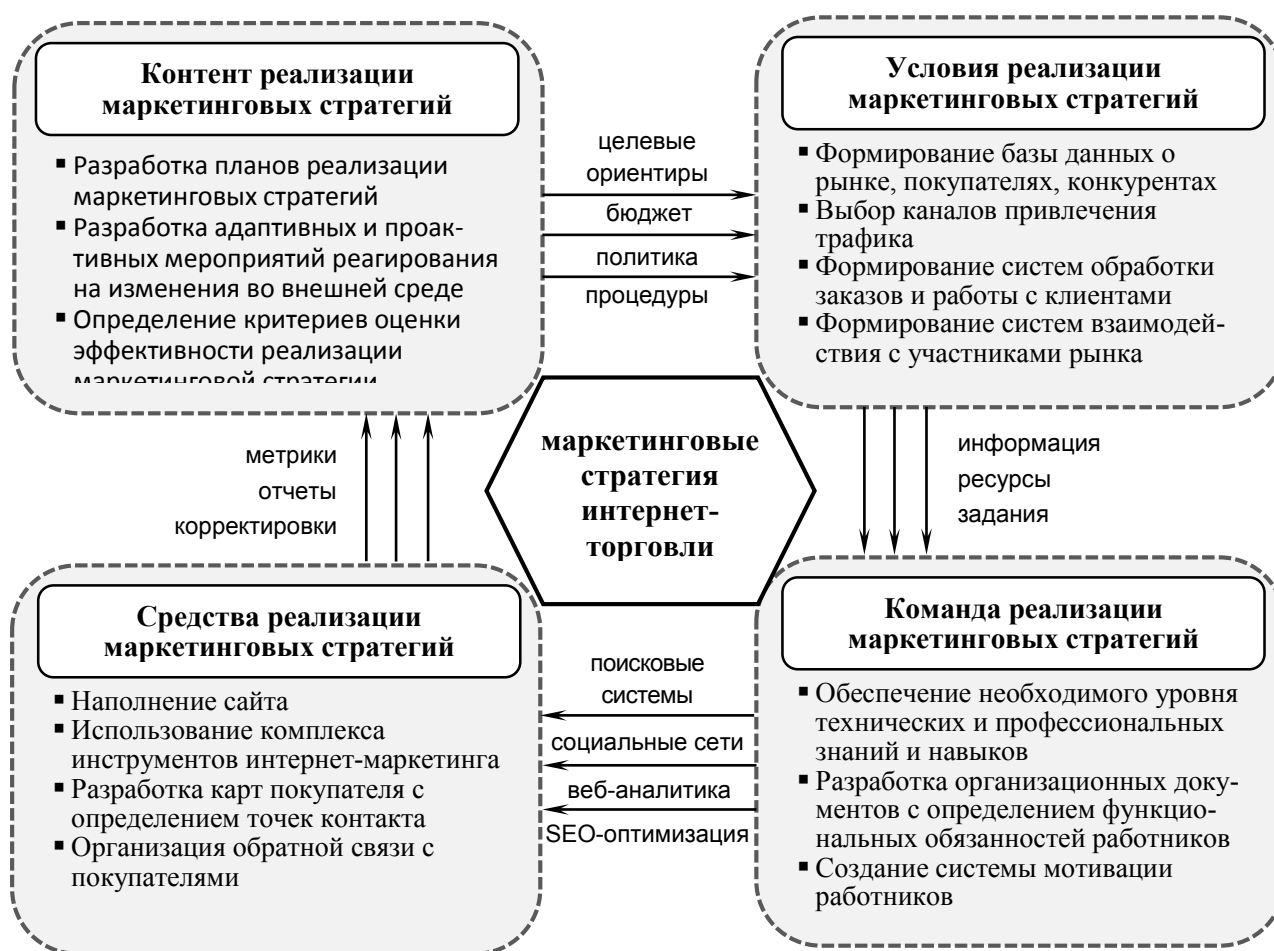 Контент реализации
маркетинговых стратегий
▪ Разработка планов реализации
маркетинговых стратегий
▪ Разработка адаптивных и проак-
тивных мероприятий реагирования
на изменения во внешней среде
▪ Определение критериев оценки
эффективности реализации
маркетинговой стратегии
целевые
ориентиры
бюджет
политика
процедуры
Условия реализации
маркетинговых стратегий
▪ Формирование базы данных о
рынке, покупателях, конкурентах
▪ Выбор каналов привлечения
трафика
▪ Формирование систем обработки
заказов и работы с клиентами
▪ Формирование систем взаимодей-
ствия с участниками рынка
метрики
отчеты
корректировки
маркетинговые
стратегия
интернет-
торговли
информация
ресурсы
задания
Средства реализации
маркетинговых стратегий
▪ Наполнение сайта
▪ Использование комплекса
инструментов интернет-маркетинга
▪ Разработка карт покупателя с
определением точек контакта
▪ Организация обратной связи с
покупателями
поисковые
системы
социальные сети
веб-аналитика
SEO-оптимизация
Команда реализации
маркетинговых стратегий
▪ Обеспечение необходимого уровня
технических и профессиональных
знаний и навыков
▪ Разработка организационных доку-
ментов с определением функцио-
нальных обязанностей работников
▪ Создание системы мотивации
работников